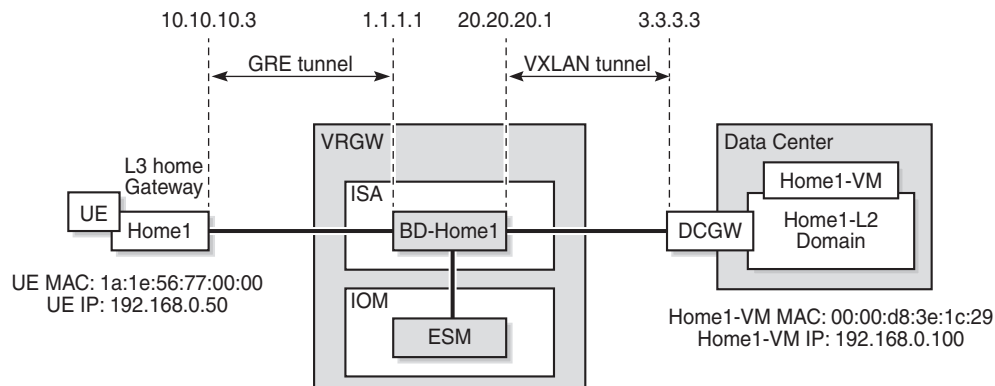 10.10.10.3
1.1.1.1
20.20.20.1
3.3.3.3
GRE tunnel
VXLAN tunnel
VRGW
Data Center
L3 home
Gateway
ISA
Home1-VM
UE
Home1
BD-Home1
DCGW
Home1-L2
Domain
UE MAC: 1a:1e:56:77:00:00
UE IP: 192.168.0.50
IOM
ESM
Home1-VM MAC: 00:00:d8:3e:1c:29
Home1-VM IP: 192.168.0.100